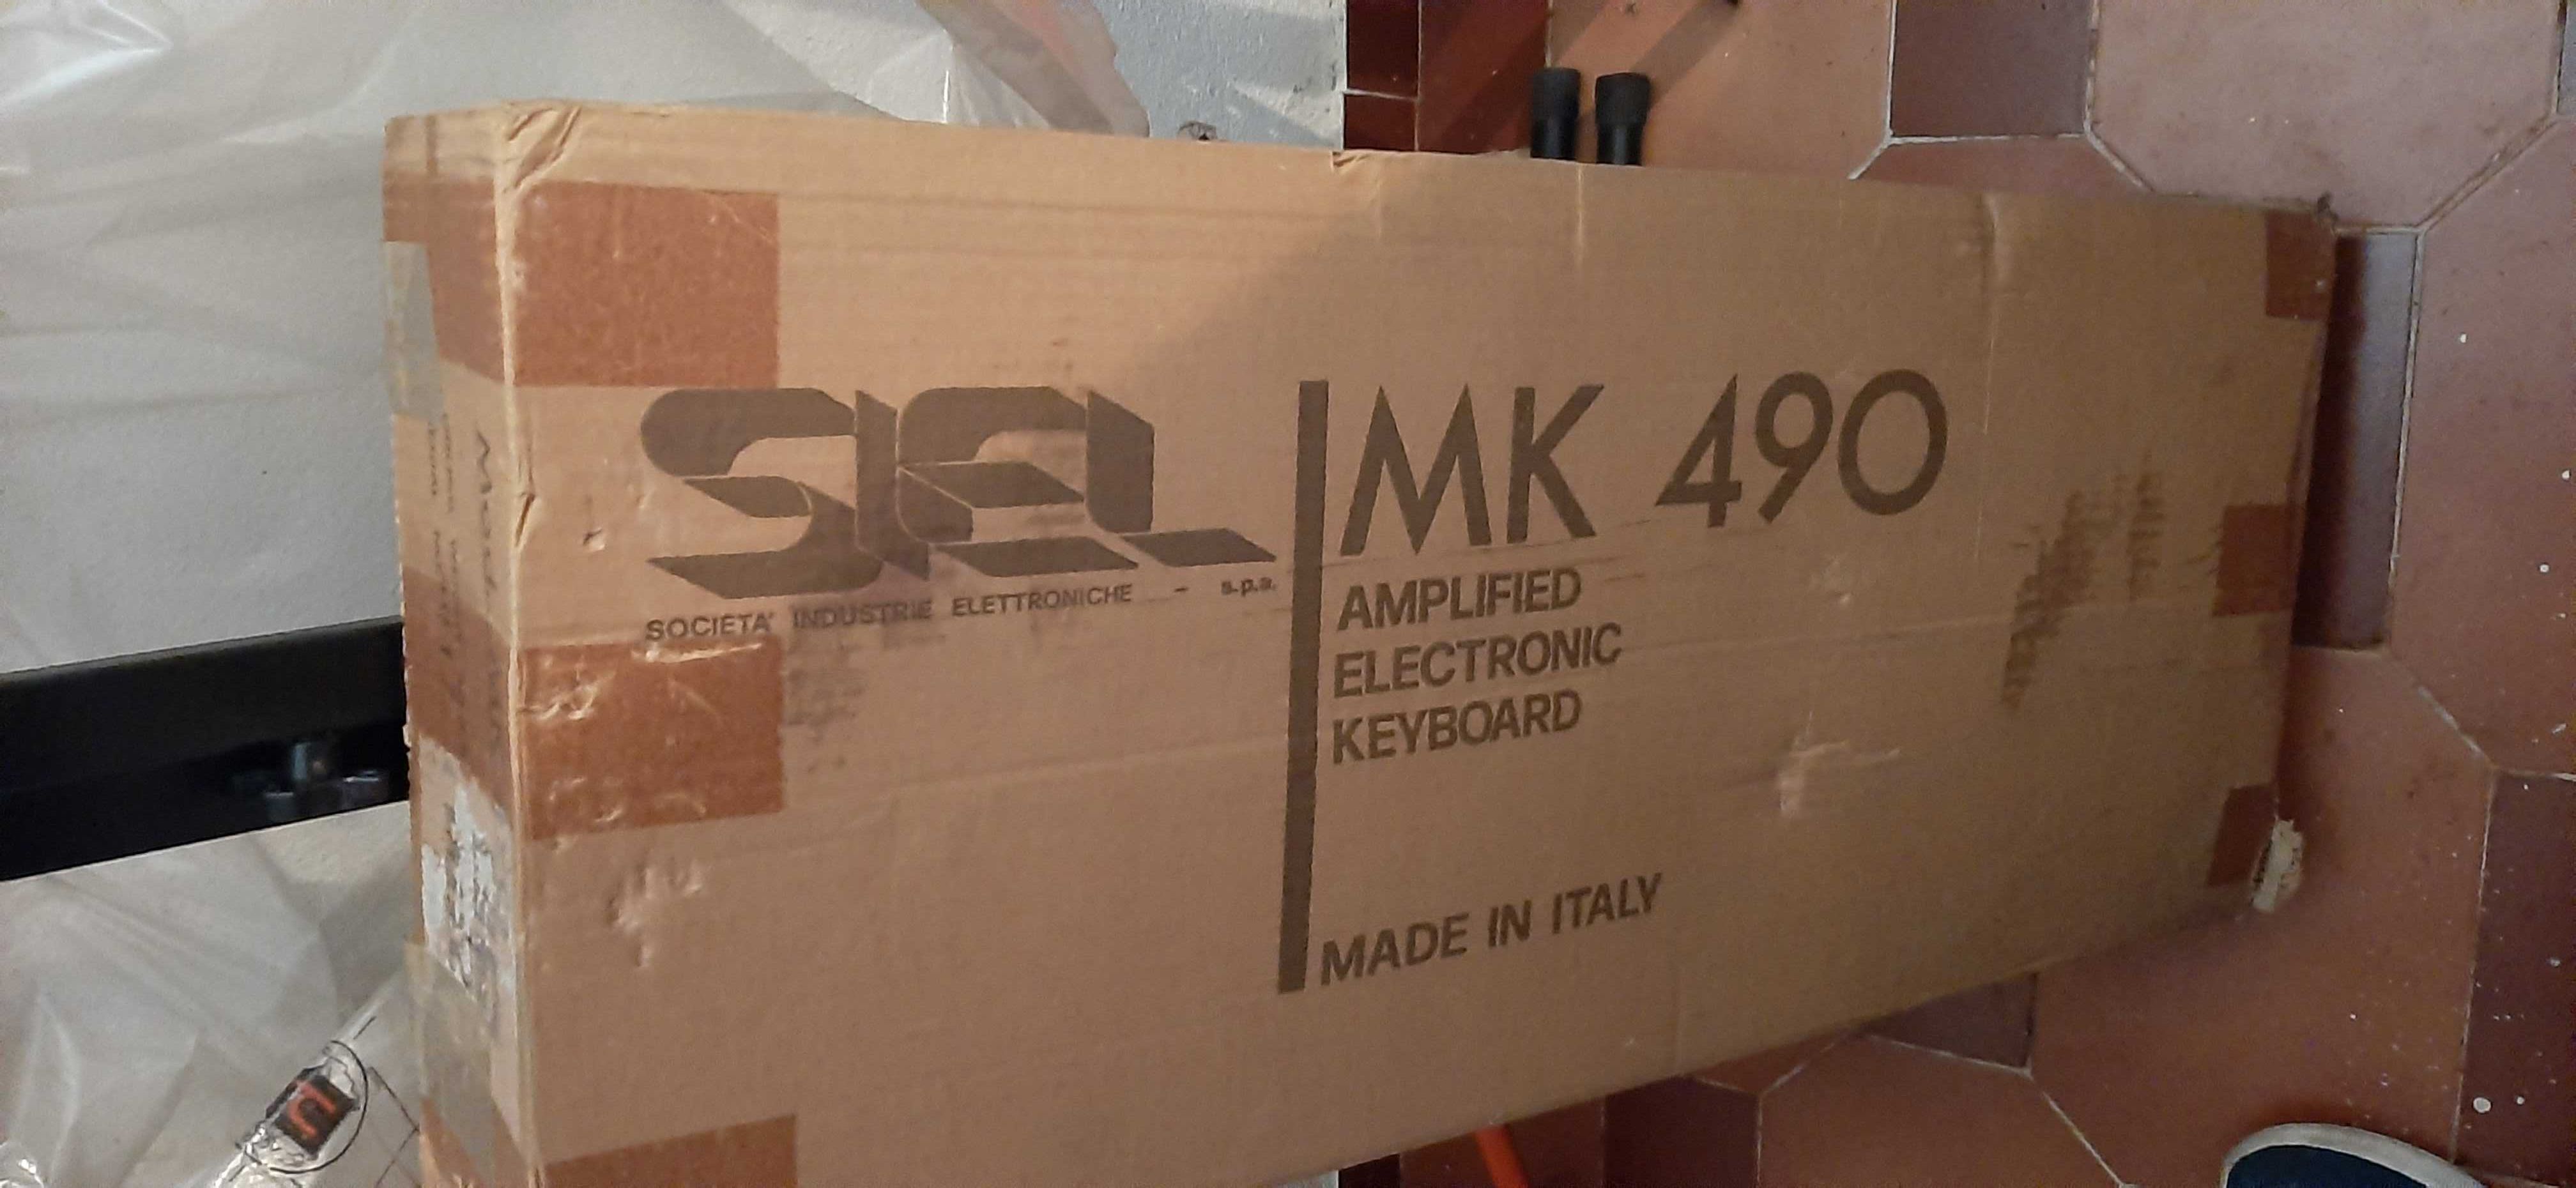 SIEL
SOCIETA' INDUSTRIE ELETTRONICHE - s.p.a.
MK 490
AMPLIFIED
ELECTRONIC
KEYBOARD
MADE IN ITALY